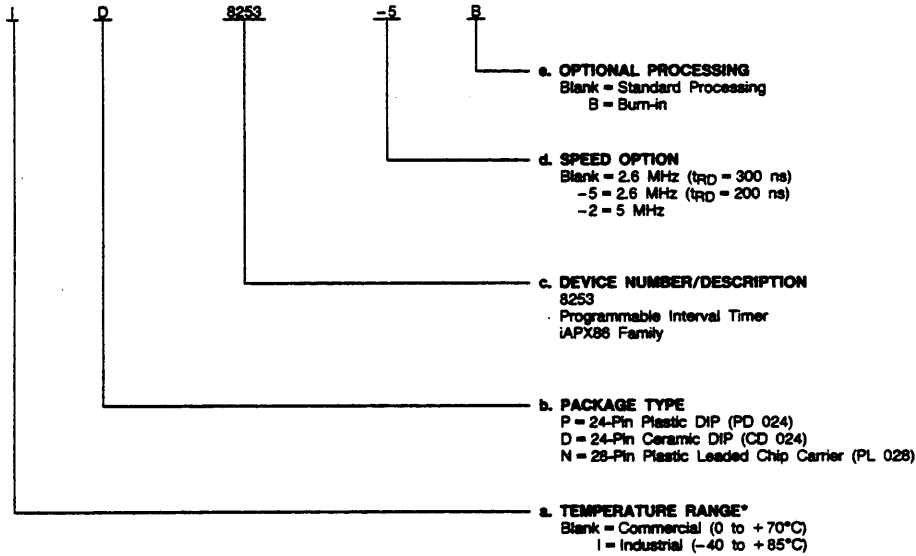 I D 8253 -5 B
e. OPTIONAL PROCESSING
Blank = Standard Processing
B = Burn-in
d. SPEED OPTION
Blank = 2.6 MHz (tRD = 300 ns)
-5 = 2.6 MHz (tRD = 200 ns)
-2 = 5 MHz
c. DEVICE NUMBER/DESCRIPTION
8253
Programmable Interval Timer
iAPX86 Family
b. PACKAGE TYPE
P = 24-Pin Plastic DIP (PD 024)
D = 24-Pin Ceramic DIP (CD 024)
N = 28-Pin Plastic Leaded Chip Carrier (PL 028)
a. TEMPERATURE RANGE*
Blank = Commercial (0 to +70°C)
I = Industrial (-40 to +85°C)